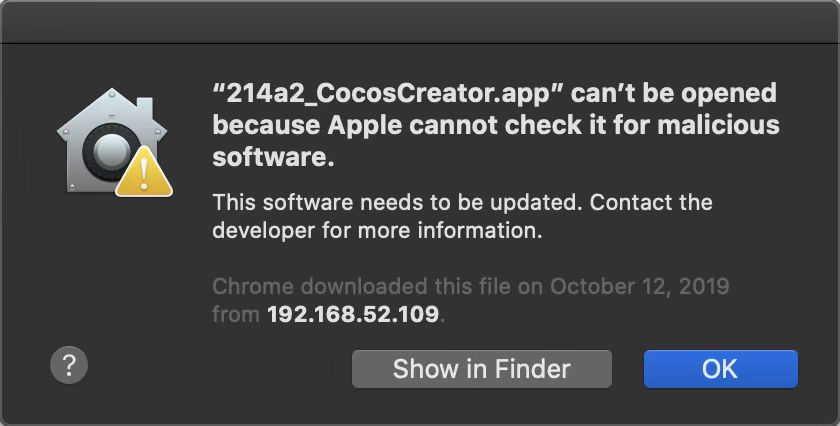 “214a2_CocosCreator.app” can’t be opened
because Apple cannot check it for malicious
software.
This software needs to be updated. Contact the
developer for more information.
Chrome downloaded this file on October 12, 2019
from 192.168.52.109.
?
Show in Finder
OK